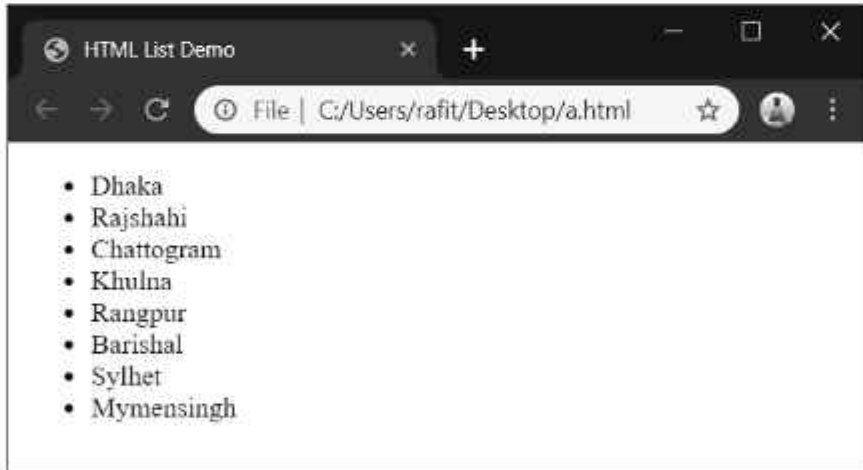 HTML List Demo
File | C:/Users/rafit/Desktop/a.html
• Dhaka
• Rajshahi
• Chattogram
• Khulna
• Rangpur
• Barishal
• Sylhet
• Mymensingh